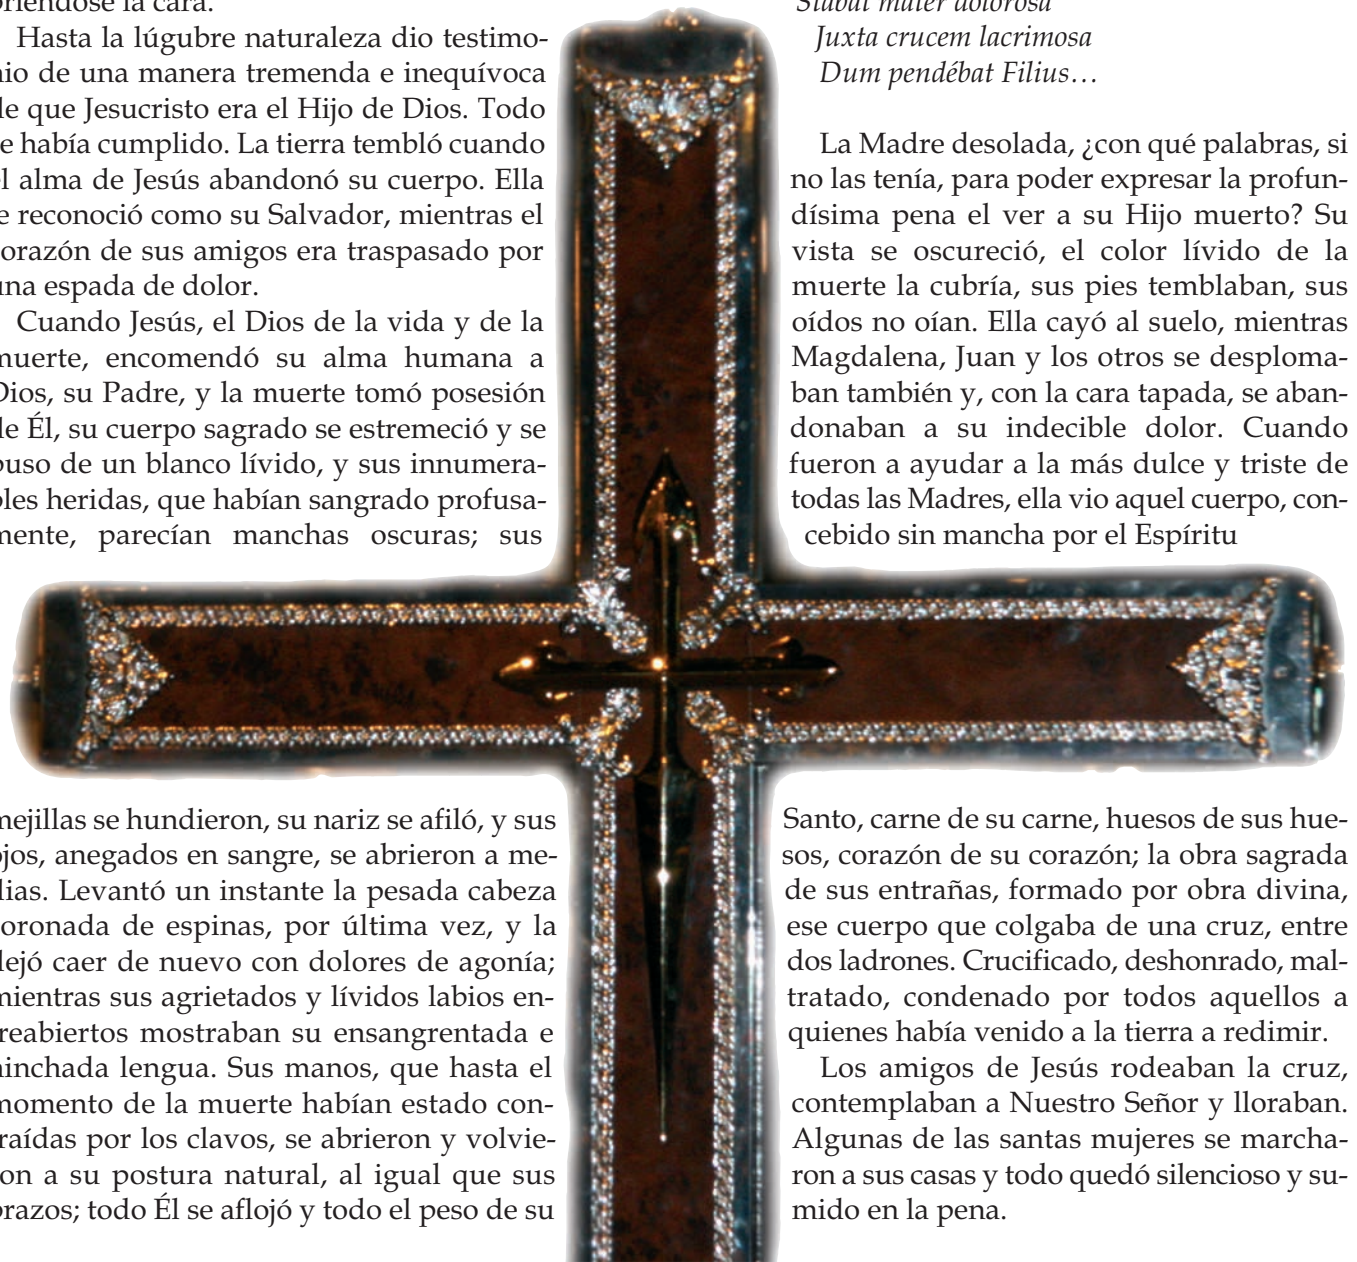 briéndose la cara.
Hasta la lúgubre naturaleza dio testimo-
nio de una manera tremenda e inequívoca
de que Jesucristo era el Hijo de Dios. Todo
se había cumplido. La tierra tembló cuando
el alma de Jesús abandonó su cuerpo. Ella
le reconoció como su Salvador, mientras el
corazón de sus amigos era traspasado por
una espada de dolor.
Cuando Jesús, el Dios de la vida y de la
muerte, encomendó su alma humana a
Dios, su Padre, y la muerte tomó posesión
de Él, su cuerpo sagrado se estremeció y se
puso de un blanco lívido, y sus innumera-
bles heridas, que habían sangrado profusa-
mente, parecían manchas oscuras; sus
mejillas se hundieron, su nariz se afiló, y sus
ojos, anegados en sangre, se abrieron a me-
dias. Levantó un instante la pesada cabeza
coronada de espinas, por última vez, y la
dejó caer de nuevo con dolores de agonía;
mientras sus agrietados y lívidos labios en-
treabiertos mostraban su ensangrentada e
hinchada lengua. Sus manos, que hasta el
momento de la muerte habían estado con-
traídas por los clavos, se abrieron y volvie-
ron a su postura natural, al igual que sus
brazos; todo Él se aflojó y todo el peso de su
Stabat mater dolorosa
Juxta crucem lacrimosa
Dum pendébat Filius…
La Madre desolada, ¿con qué palabras, si
no las tenía, para poder expresar la profun-
dísima pena el ver a su Hijo muerto? Su
vista se oscureció, el color lívido de la
muerte la cubría, sus pies temblaban, sus
oídos no oían. Ella cayó al suelo, mientras
Magdalena, Juan y los otros se desploma-
ban también y, con la cara tapada, se aban-
donaban a su indecible dolor. Cuando
fueron a ayudar a la más dulce y triste de
todas las Madres, ella vio aquel cuerpo, con-
cebido sin mancha por el Espíritu
Santo, carne de su carne, huesos de sus hue-
sos, corazón de su corazón; la obra sagrada
de sus entrañas, formado por obra divina,
ese cuerpo que colgaba de una cruz, entre
dos ladrones. Crucificado, deshonrado, mal-
tratado, condenado por todos aquellos a
quienes había venido a la tierra a redimir.
Los amigos de Jesús rodeaban la cruz,
contemplaban a Nuestro Señor y lloraban.
Algunas de las santas mujeres se marcha-
ron a sus casas y todo quedó silencioso y su-
mido en la pena.